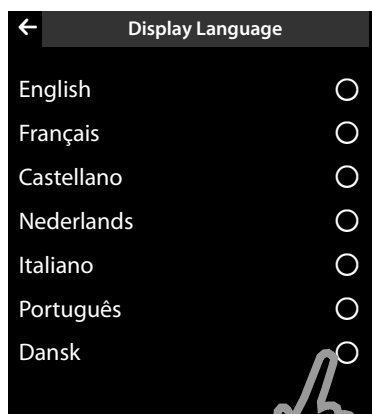 Display Language
English
Français
Castellano
Nederlands
Italiano
Português
Dansk